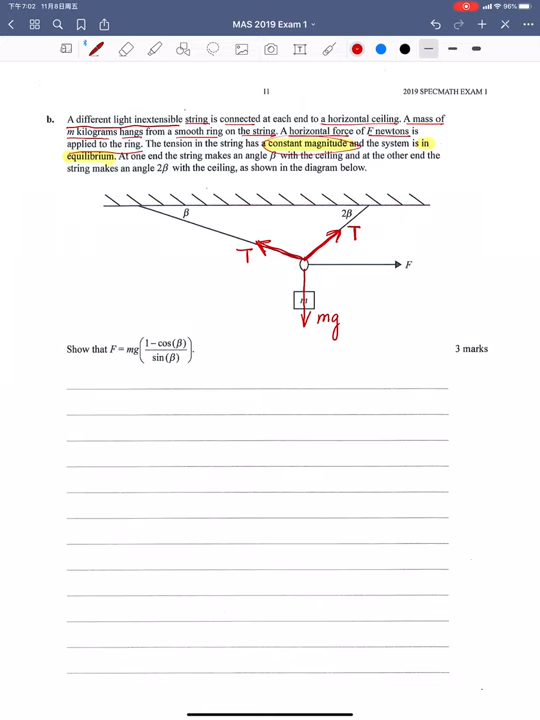 下午7:02 11月8日周五
96%
MAS 2019 Exam 1
11
2019 SPECMATH EXAM 1
b. A different light inextensible string is connected at each end to a horizontal ceiling. A mass of
m kilograms hangs from a smooth ring on the string. A horizontal force of F newtons is
applied to the ring. The tension in the string has a constant magnitude and the system is in
equilibrium. At one end the string makes an angle β with the ceiling and at the other end the
string makes an angle 2β with the ceiling, as shown in the diagram below.
β 2β
T T
F
m
mg
Show that F = mg(1 − cos(β) / sin(β)). 3 marks